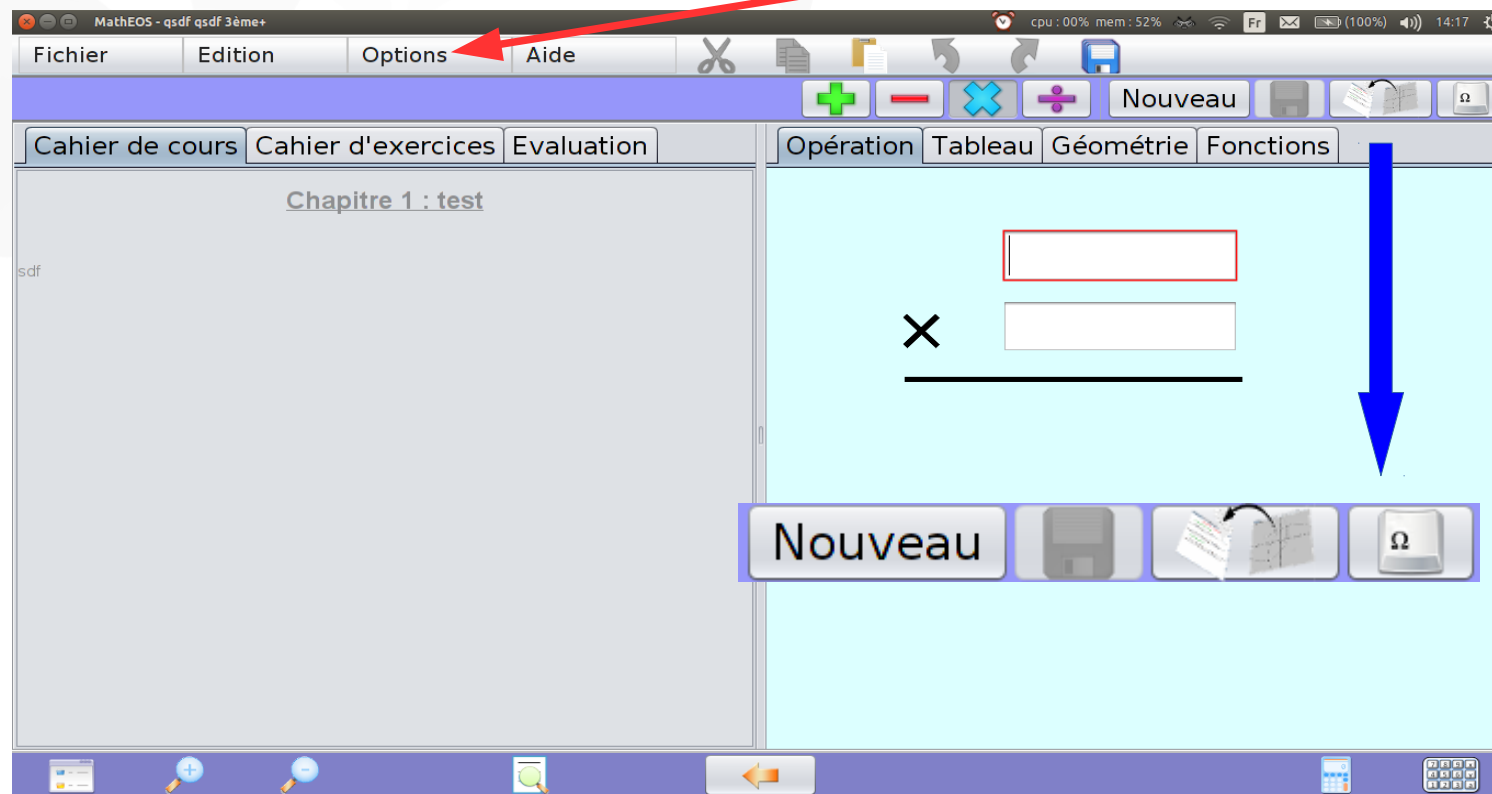 MathEOS - qsdf qsdf 3ème+
cpu : 00% mem : 52% Fr (100%) 14:17
Fichier Edition Options Aide
Nouveau Ω
Cahier de cours Cahier d'exercices Evaluation
Opération Tableau Géométrie Fonctions
Chapitre 1 : test
sdf
×
Nouveau Ω